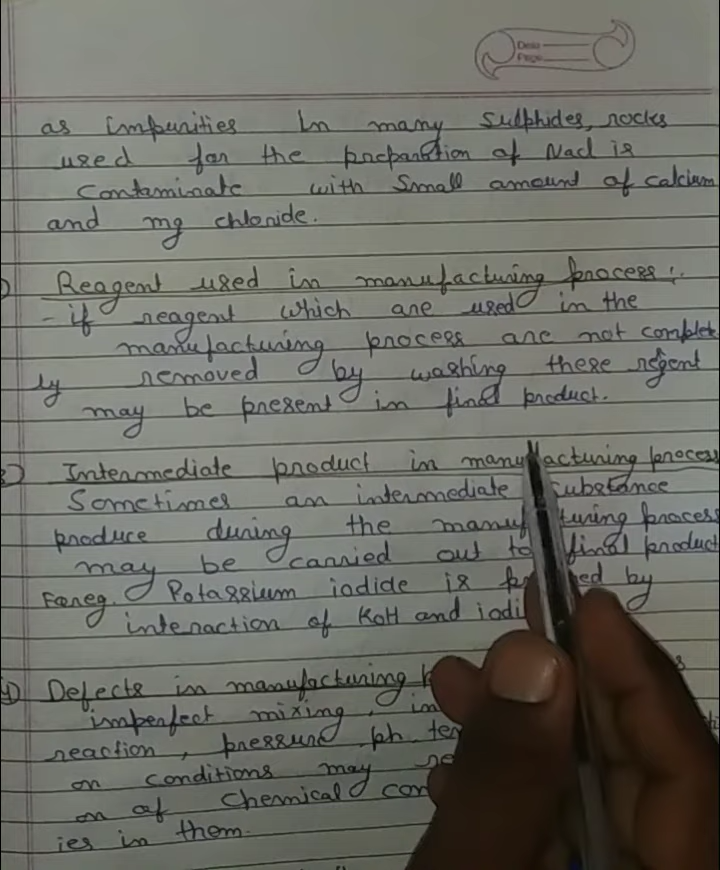 Date
Page
as impurities In many sulphides, rocks
used for the preparation of Nacl is
contaminate with small amount of calcium
and mg chloride.
Reagent used in manufacturing process:-
- if reagent which are used in the
manufacturing process are not complet
ly removed by washing these regent
may be present in final product.
3) Intermediate product in manufacturing process
Sometimes an intermediate substance
produce during the manufacturing process
may be carried out to final product
Foreg. Potassium iodide is by
interaction of KOH and
4) Defects in manufacturing
imperfect mixing,
reaction, pressure ph
on conditions may
on of chemical
ies in them.